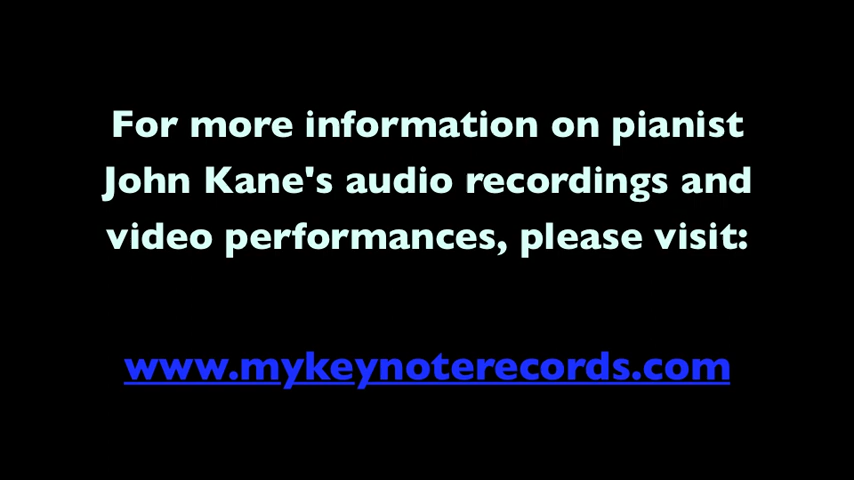 For more information on pianist
John Kane's audio recordings and
video performances, please visit:
www.mykeynoterecords.com